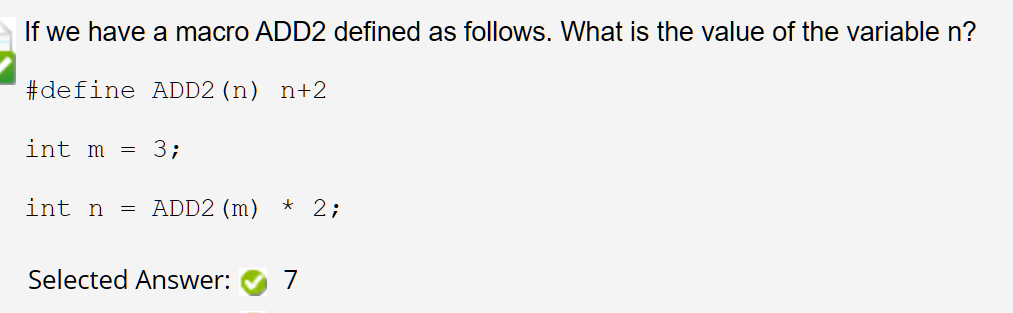 If we have a macro ADD2 defined as follows. What is the value of the variable n?
#define ADD2(n) n+2
int m = 3;
int n = ADD2(m) * 2;
Selected Answer: 7